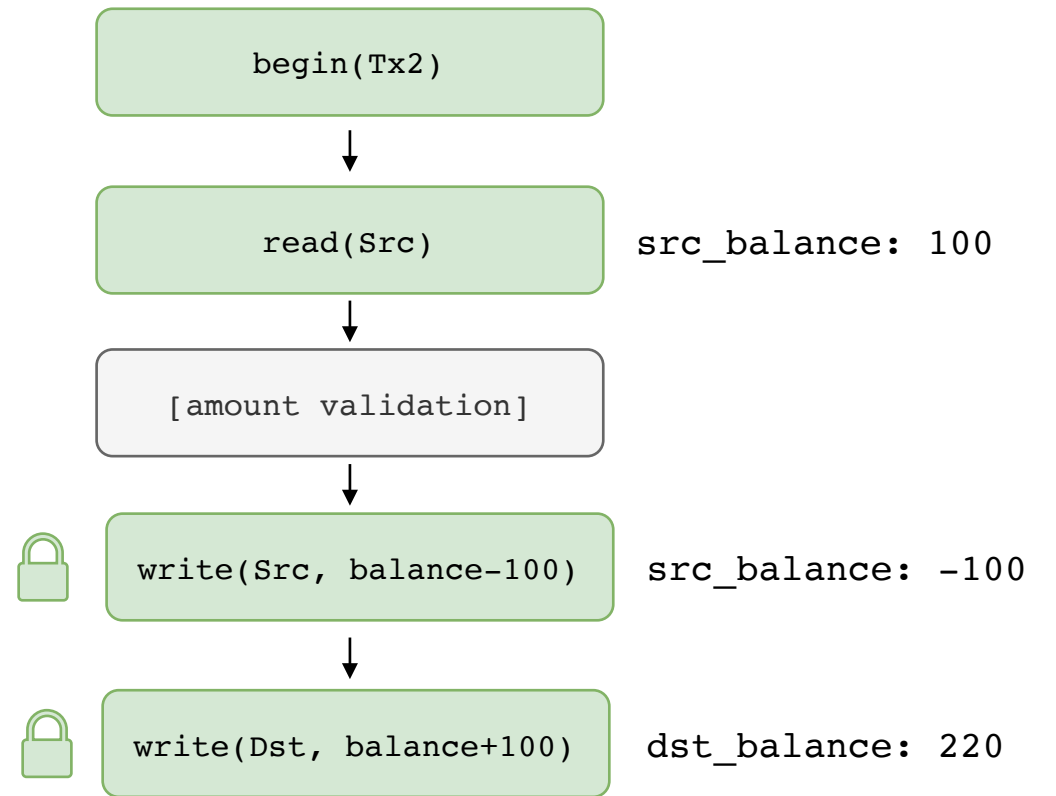 begin(Tx2)
read(Src) src_balance: 100
[amount validation]
write(Src, balance-100) src_balance: -100
write(Dst, balance+100) dst_balance: 220